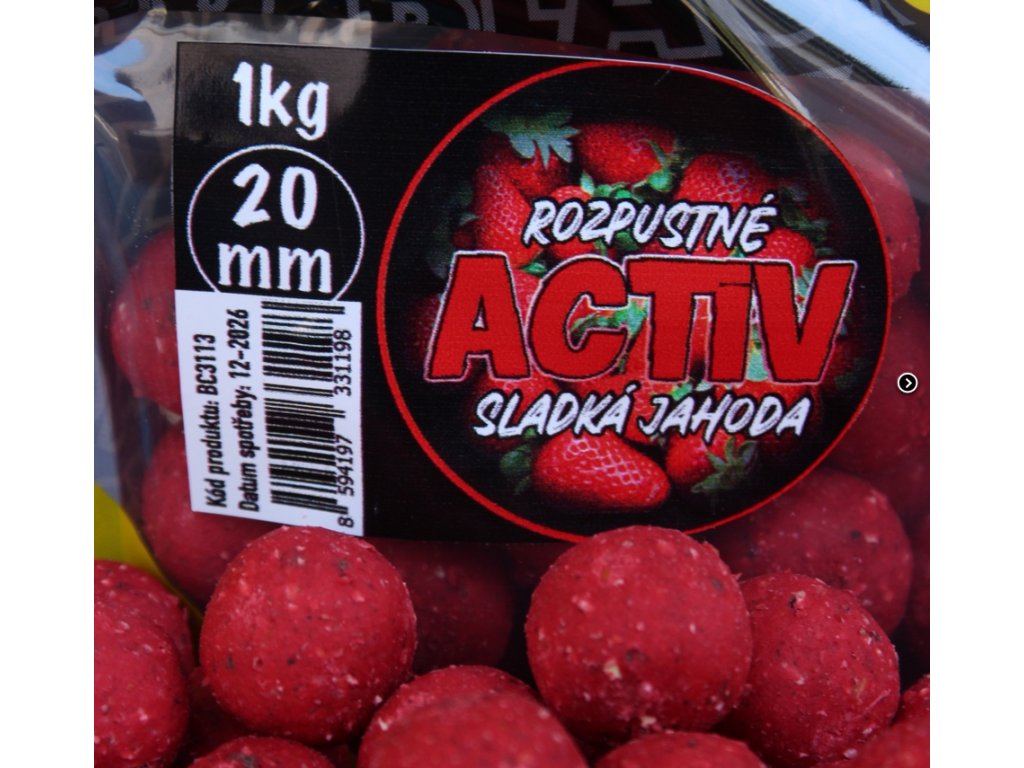 1kg
20
mm
ROZPUSTNÉ
ACTIV
SLADKÁ JAHODA
Kód produktu: BC3113
Datum spotřeby: 12-2026
8 594197 331198